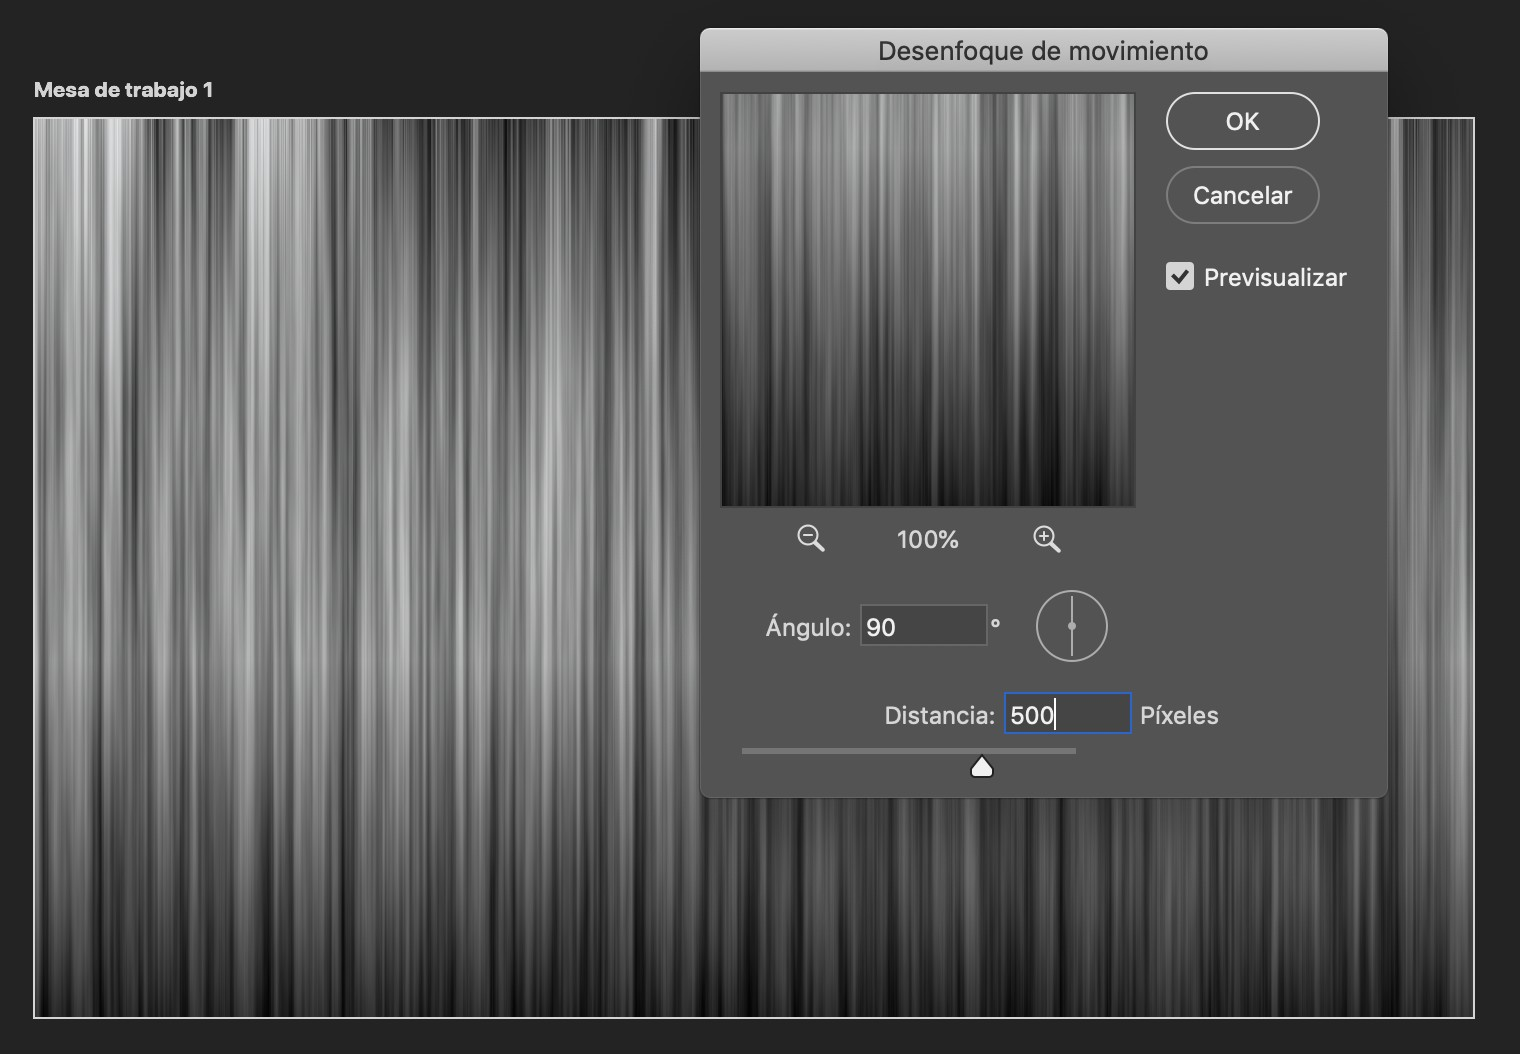 Desenfoque de movimiento
Mesa de trabajo 1
OK
Cancelar
Previsualizar
100%
Ángulo: 90 °
Distancia: 500 Píxeles